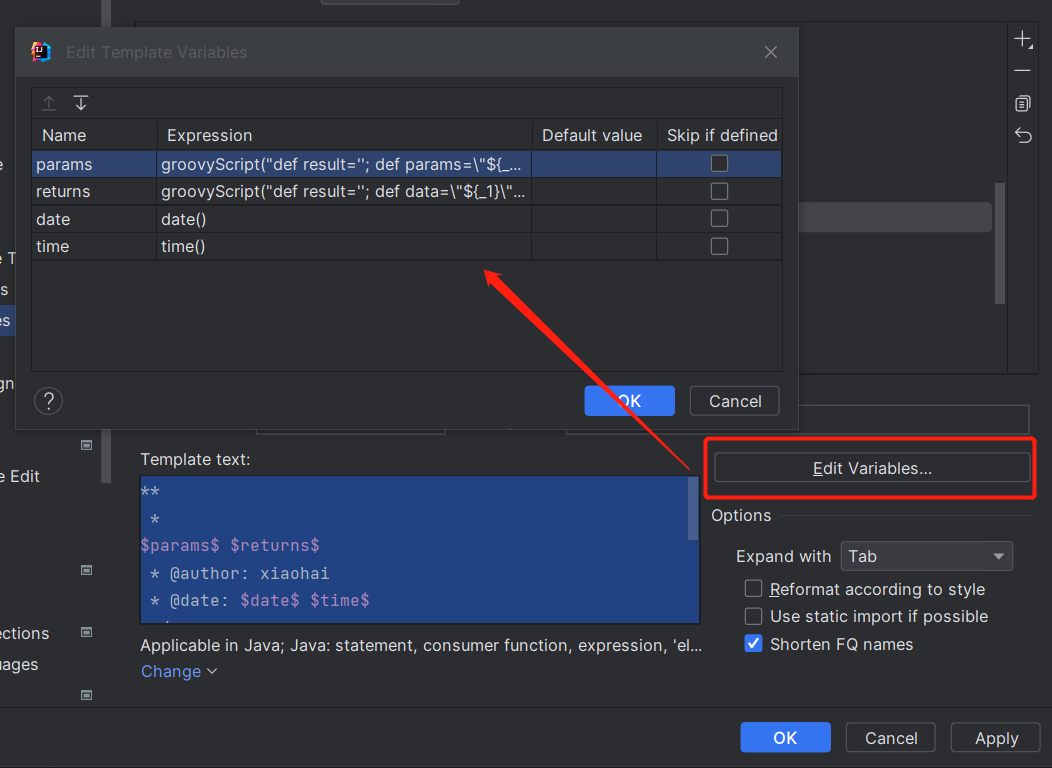 Edit Template Variables
Name Expression Default value Skip if defined
params groovyScript("def result=''; def params=\"${_...
returns groovyScript("def result=''; def data=\"${_1}\"...
date date()
time time()
? OK Cancel
e
e T
s
es
gn
e Edit
ections
uages
Template text:
**
*
$params$ $returns$
* @author: xiaohai
* @date: $date$ $time$
Applicable in Java; Java: statement, consumer function, expression, 'el...
Change
Edit Variables...
Options
Expand with Tab
Reformat according to style
Use static import if possible
Shorten FQ names
OK Cancel Apply